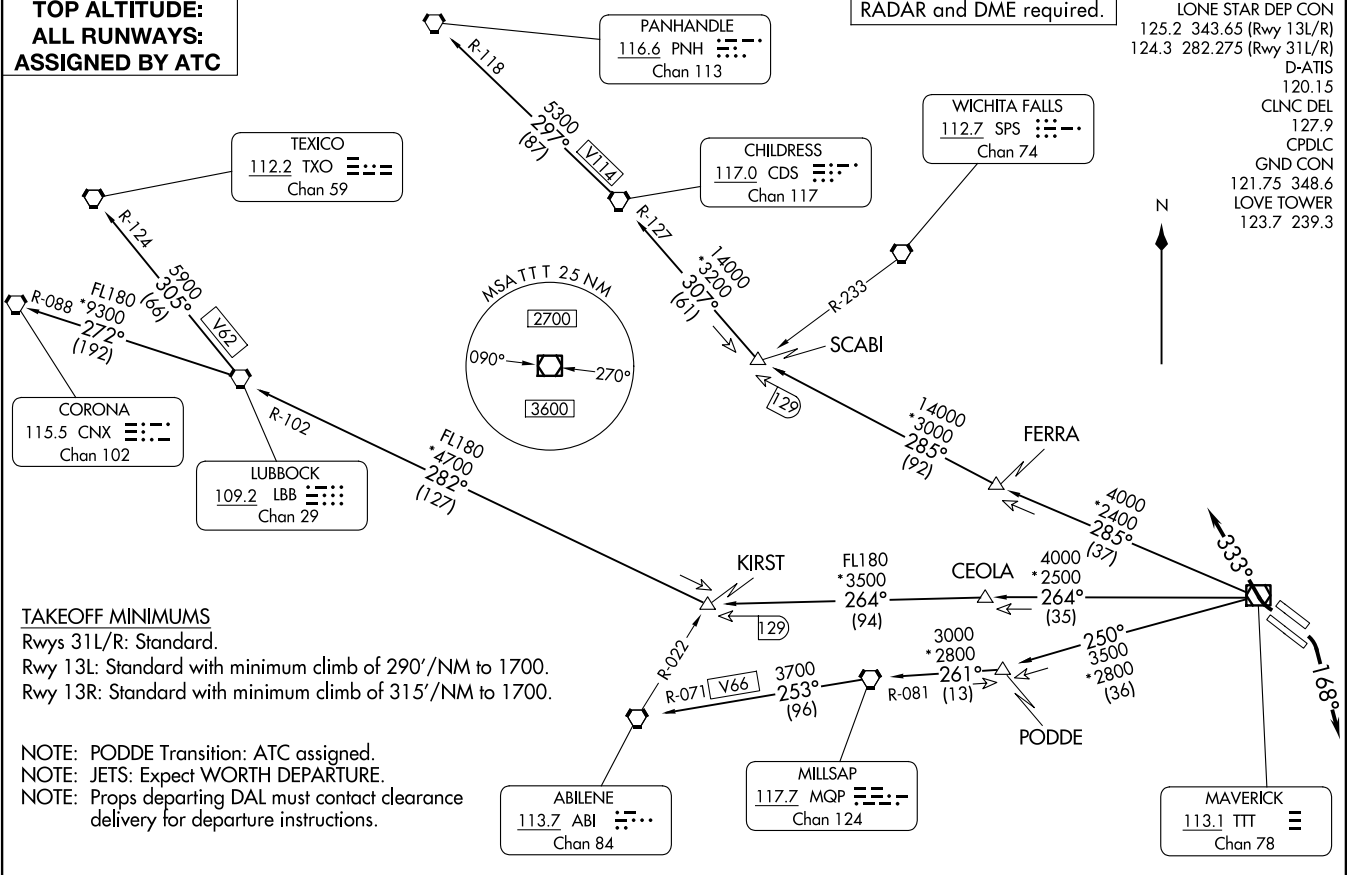 TOP ALTITUDE:
ALL RUNWAYS:
ASSIGNED BY ATC
RADAR and DME required.
LONE STAR DEP CON
125.2 343.65 (Rwy 13L/R)
124.3 282.275 (Rwy 31L/R)
D-ATIS
120.15
CLNC DEL
127.9
CPDLC
GND CON
121.75 348.6
LOVE TOWER
123.7 239.3
PANHANDLE
116.6 PNH
Chan 113
R-118
5300
297°
(87)
V114
WICHITA FALLS
112.7 SPS
Chan 74
TEXICO
112.2 TXO
Chan 59
CHILDRESS
117.0 CDS
Chan 117
N
R-124
R-127
5900
305°
(66)
V62
14000
*3200
307°
(61)
R-233
MSA TTT 25 NM
2700
090°
270°
3600
R-088
FL180
*9300
272°
(192)
SCABI
129
CORONA
115.5 CNX
Chan 102
R-102
LUBBOCK
109.2 LBB
Chan 29
FL180
*4700
282°
(127)
14000
*3000
285°
(92)
FERRA
4000
*2400
285°
(37)
333°
KIRST
129
FL180
*3500
264°
(94)
CEOLA
4000
*2500
264°
(35)
R-022
250°
3500
*2800
(36)
3000
*2800
261°
(13)
R-081
168°
R-071
V66
3700
253°
(96)
PODDE
TAKEOFF MINIMUMS
Rwys 31L/R: Standard.
Rwy 13L: Standard with minimum climb of 290'/NM to 1700.
Rwy 13R: Standard with minimum climb of 315'/NM to 1700.
NOTE: PODDE Transition: ATC assigned.
NOTE: JETS: Expect WORTH DEPARTURE.
NOTE: Props departing DAL must contact clearance
delivery for departure instructions.
ABILENE
113.7 ABI
Chan 84
MILLSAP
117.7 MQP
Chan 124
MAVERICK
113.1 TTT
Chan 78